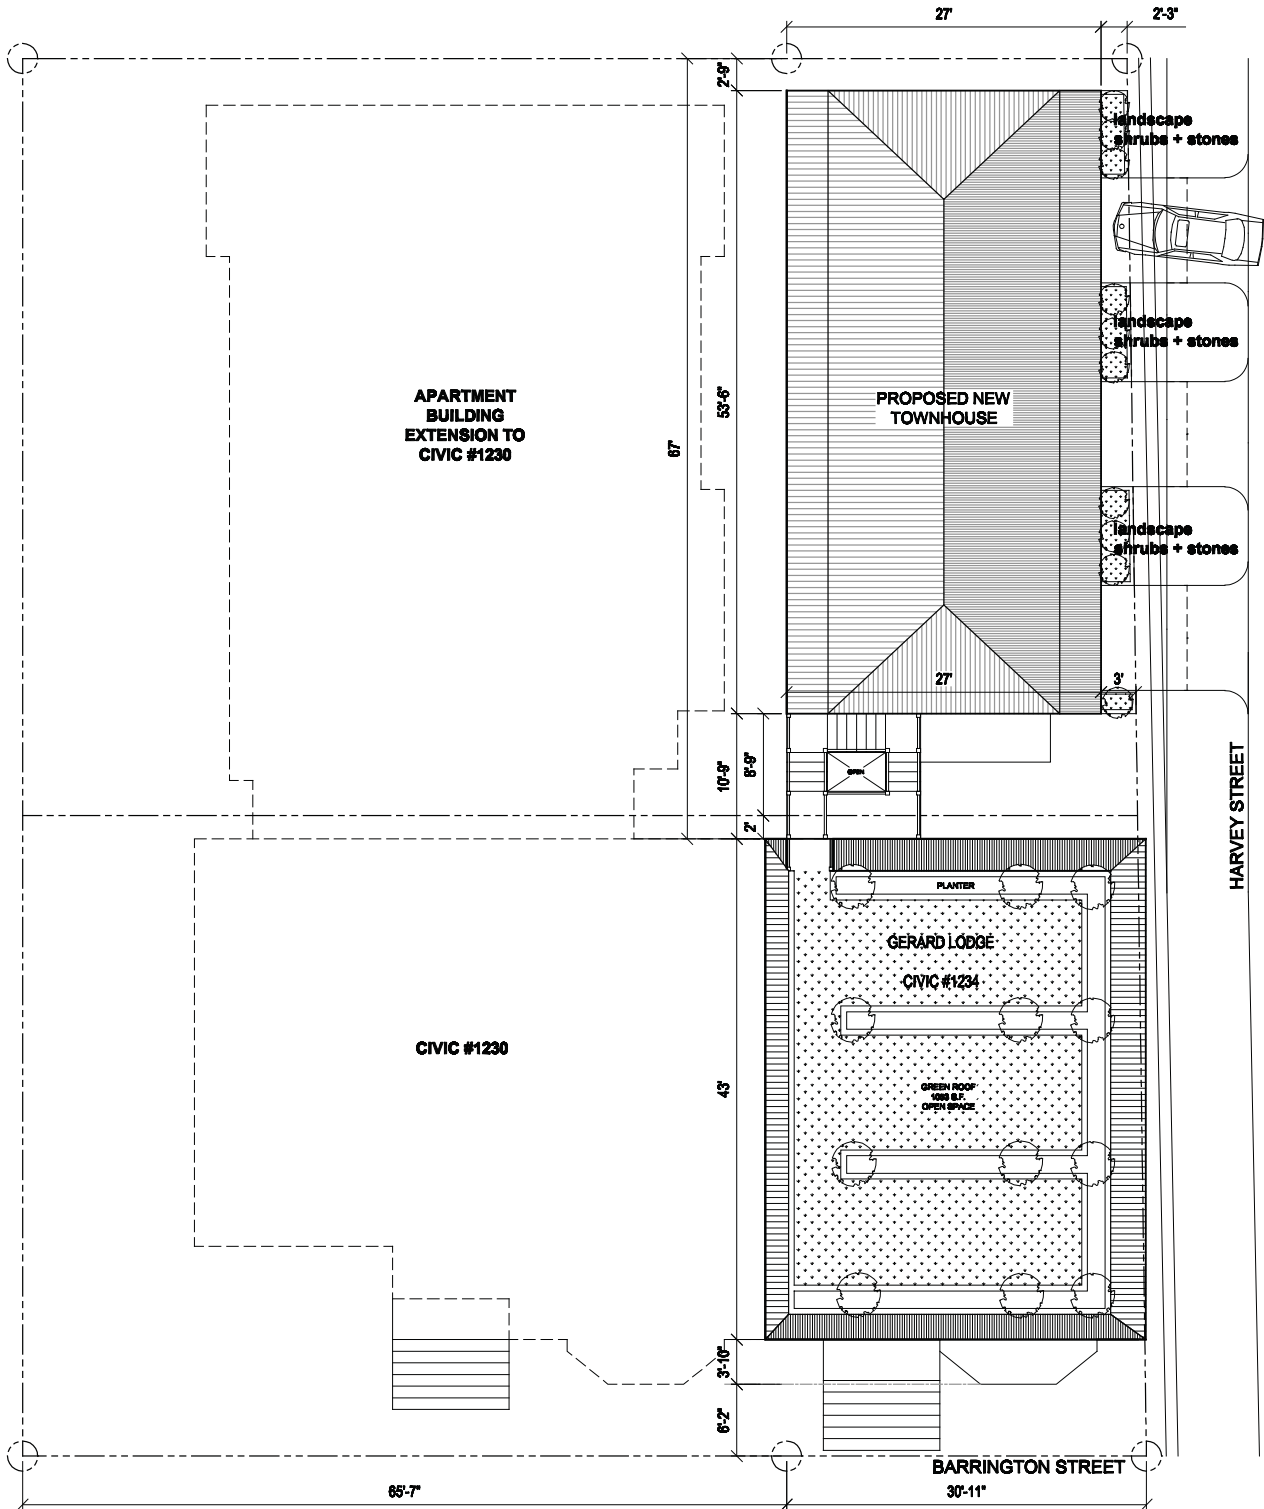 27'
2'-3"
2'-9"
landscape
shrubs + stones
landscape
shrubs + stones
APARTMENT
BUILDING
EXTENSION TO
CIVIC #1230
53'-6"
67'
PROPOSED NEW
TOWNHOUSE
landscape
shrubs + stones
27'
3'
10'-9"
8'-9"
OPEN
2'
HARVEY STREET
PLANTER
GERARD LODGE
CIVIC #1234
CIVIC #1230
43'
GREEN ROOF
1093 S.F.
OPEN SPACE
3'-10"
6'-2"
BARRINGTON STREET
65'-7"
30'-11"